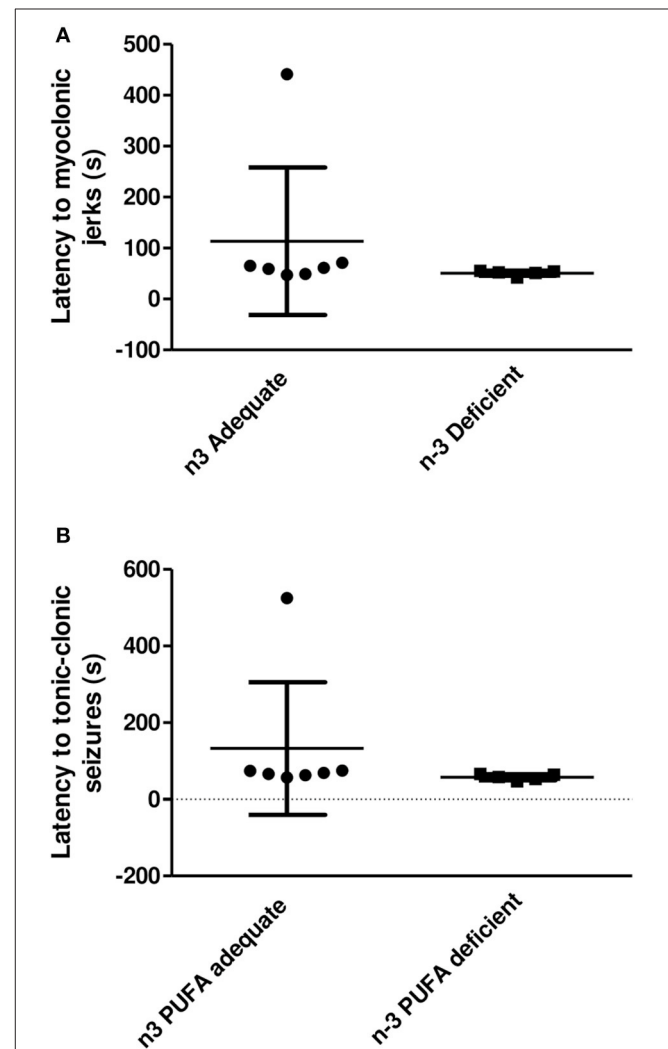 A
Latency to myoclonic
jerks (s)
500
400
300
200
100
0
-100
n3 Adequate
n-3 Deficient
B
Latency to tonic-clonic
seizures (s)
600
400
200
0
-200
n3 PUFA adequate
n-3 PUFA deficient